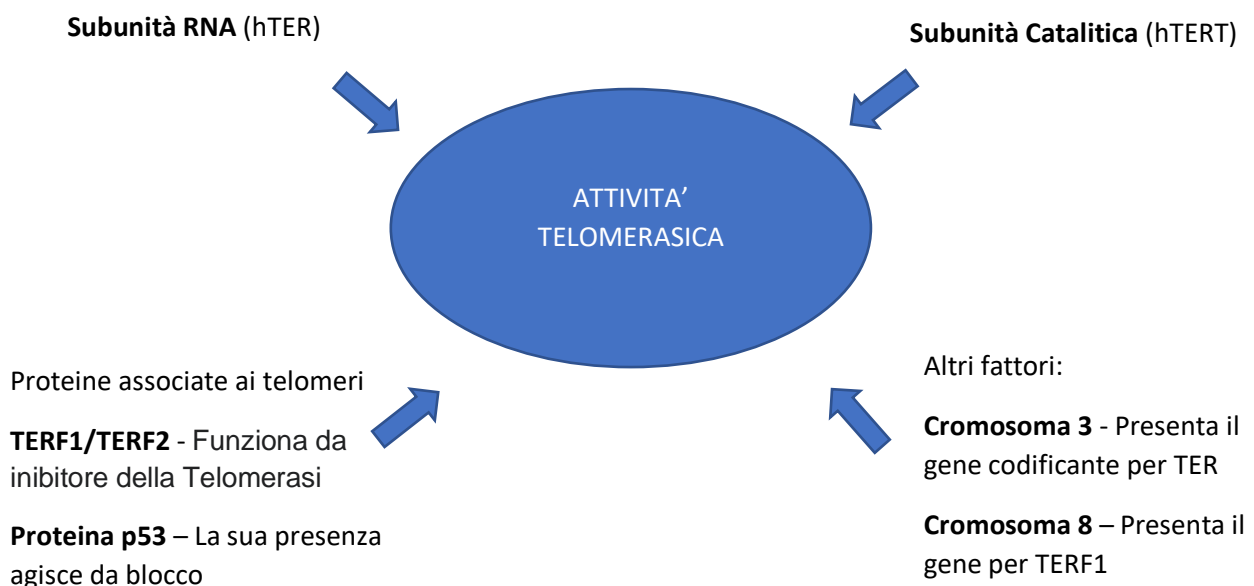 Subunità RNA (hTER)
Subunità Catalitica (hTERT)
ATTIVITA’
TELOMERASICA
Proteine associate ai telomeri
TERF1/TERF2 - Funziona da
inibitore della Telomerasi
Proteina p53 – La sua presenza
agisce da blocco
Altri fattori:
Cromosoma 3 - Presenta il
gene codificante per TER
Cromosoma 8 – Presenta il
gene per TERF1